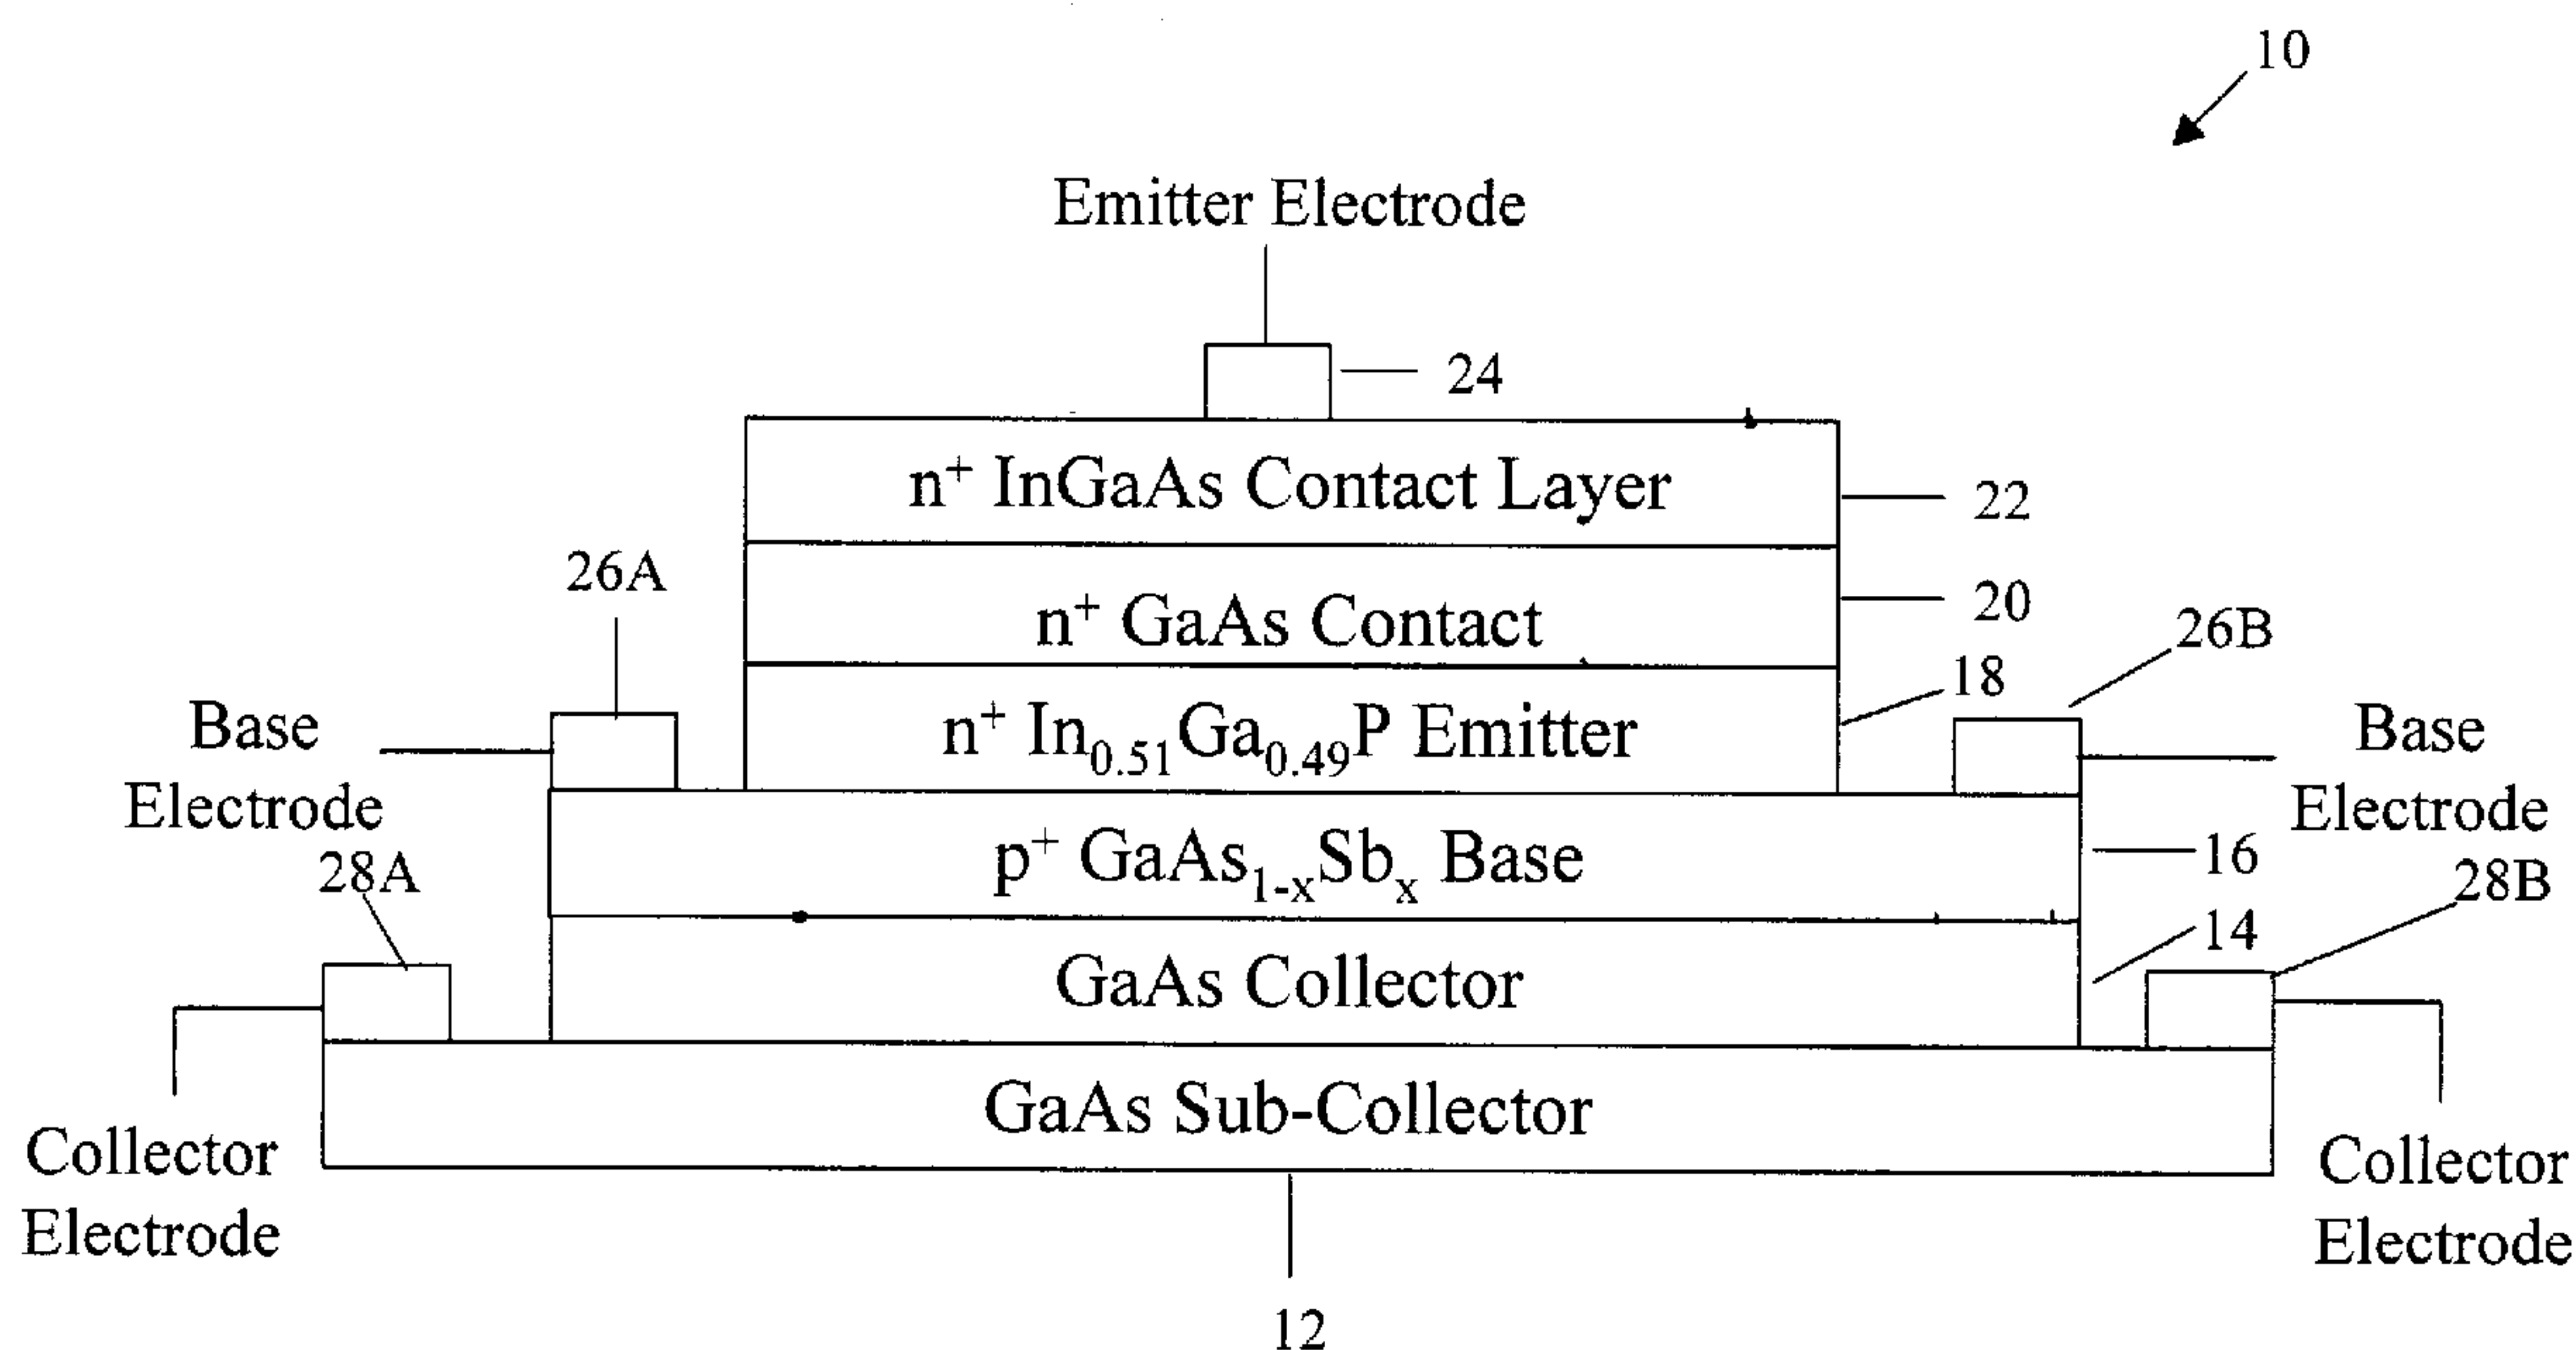 10
Emitter Electrode
24
n⁺ InGaAs Contact Layer
22
26A
n⁺ GaAs Contact
20
26B
18
Base
Electrode
n⁺ In₀.₅₁Ga₀.₄₉P Emitter
Base
Electrode
28A
p⁺ GaAs₁₋ₓSbₓ Base
16
28B
14
GaAs Collector
GaAs Sub-Collector
Collector
Electrode
Collector
Electrode
12